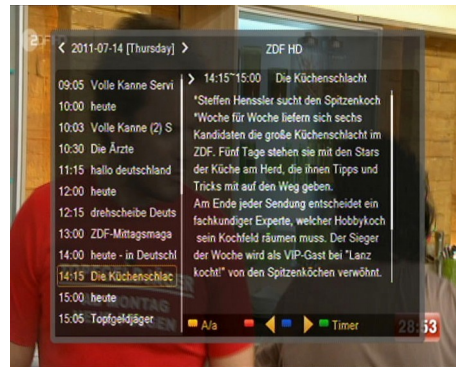 ZDF
< 2011-07-14 [Thursday] >
ZDF HD
09:05 Volle Kanne Servi
10:00 heute
10:03 Volle Kanne (2) S
10:30 Die Ärzte
11:15 hallo deutschland
12:00 heute
12:15 drehscheibe Deuts
13:00 ZDF-Mittagsmaga
14:00 heute - in Deutschl
14:15 Die Küchenschlac
15:00 heute
15:05 Topfgeldjäger
> 14:15~15:00 Die Küchenschlacht
*Steffen Henssler sucht den Spitzenkoch
*Woche für Woche liefern sich sechs
Kandidaten die große Küchenschlacht im
ZDF. Fünf Tage stehen sie mit den Stars
der Küche am Herd, die ihnen Tipps und
Tricks mit auf den Weg geben.
Am Ende jeder Sendung entscheidet ein
fachkundiger Experte, welcher Hobbykoch
sein Kochfeld räumen muss. Der Sieger
der Woche wird als VIP-Gast bei "Lanz
kocht!" von den Spitzenköchen verwöhnt.
A/a
Timer
28:53